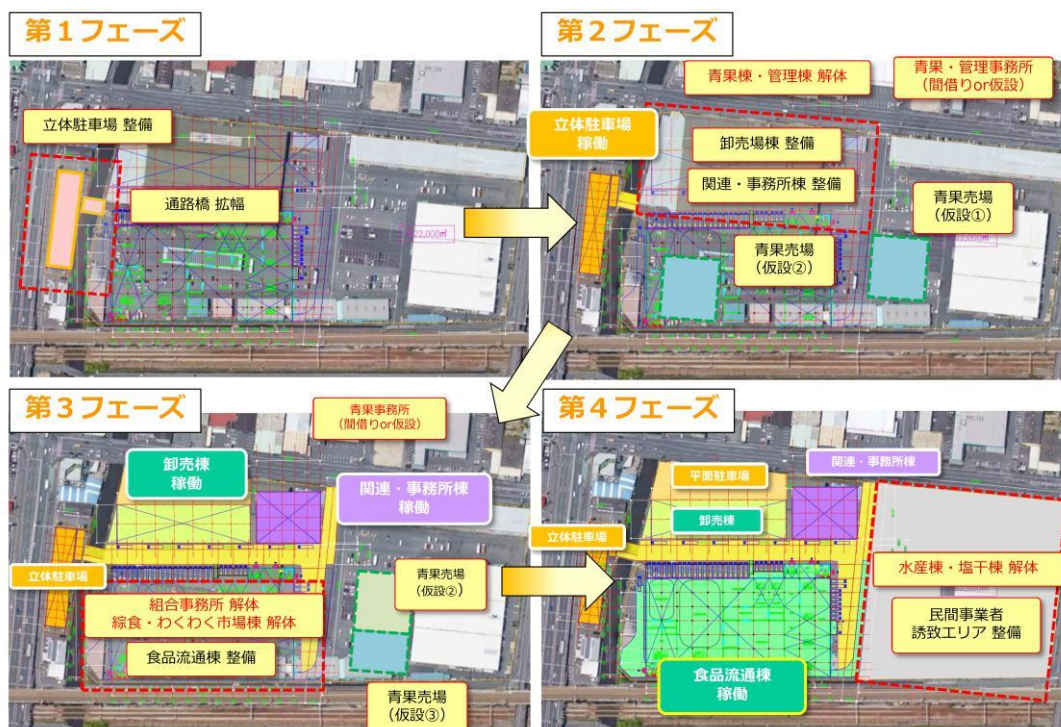 第１フェーズ
立体駐車場 整備
通路橋 拡幅
22,000㎡
第２フェーズ
青果棟・管理棟 解体
青果・管理事務所
（間借りor仮設）
立体駐車場
稼働
卸売場棟 整備
関連・事務所棟 整備
青果売場
（仮設①）
青果売場
（仮設②）
第３フェーズ
青果事務所
（間借りor仮設）
卸売棟
稼働
関連・事務所棟
稼働
立体駐車場
組合事務所 解体
綜食・わくわく市場棟 解体
食品流通棟 整備
青果売場
（仮設②）
青果売場
（仮設③）
第４フェーズ
関連・事務所棟
平面駐車場
卸売棟
立体駐車場
水産棟・塩干棟 解体
民間事業者
誘致エリア 整備
食品流通棟
稼働